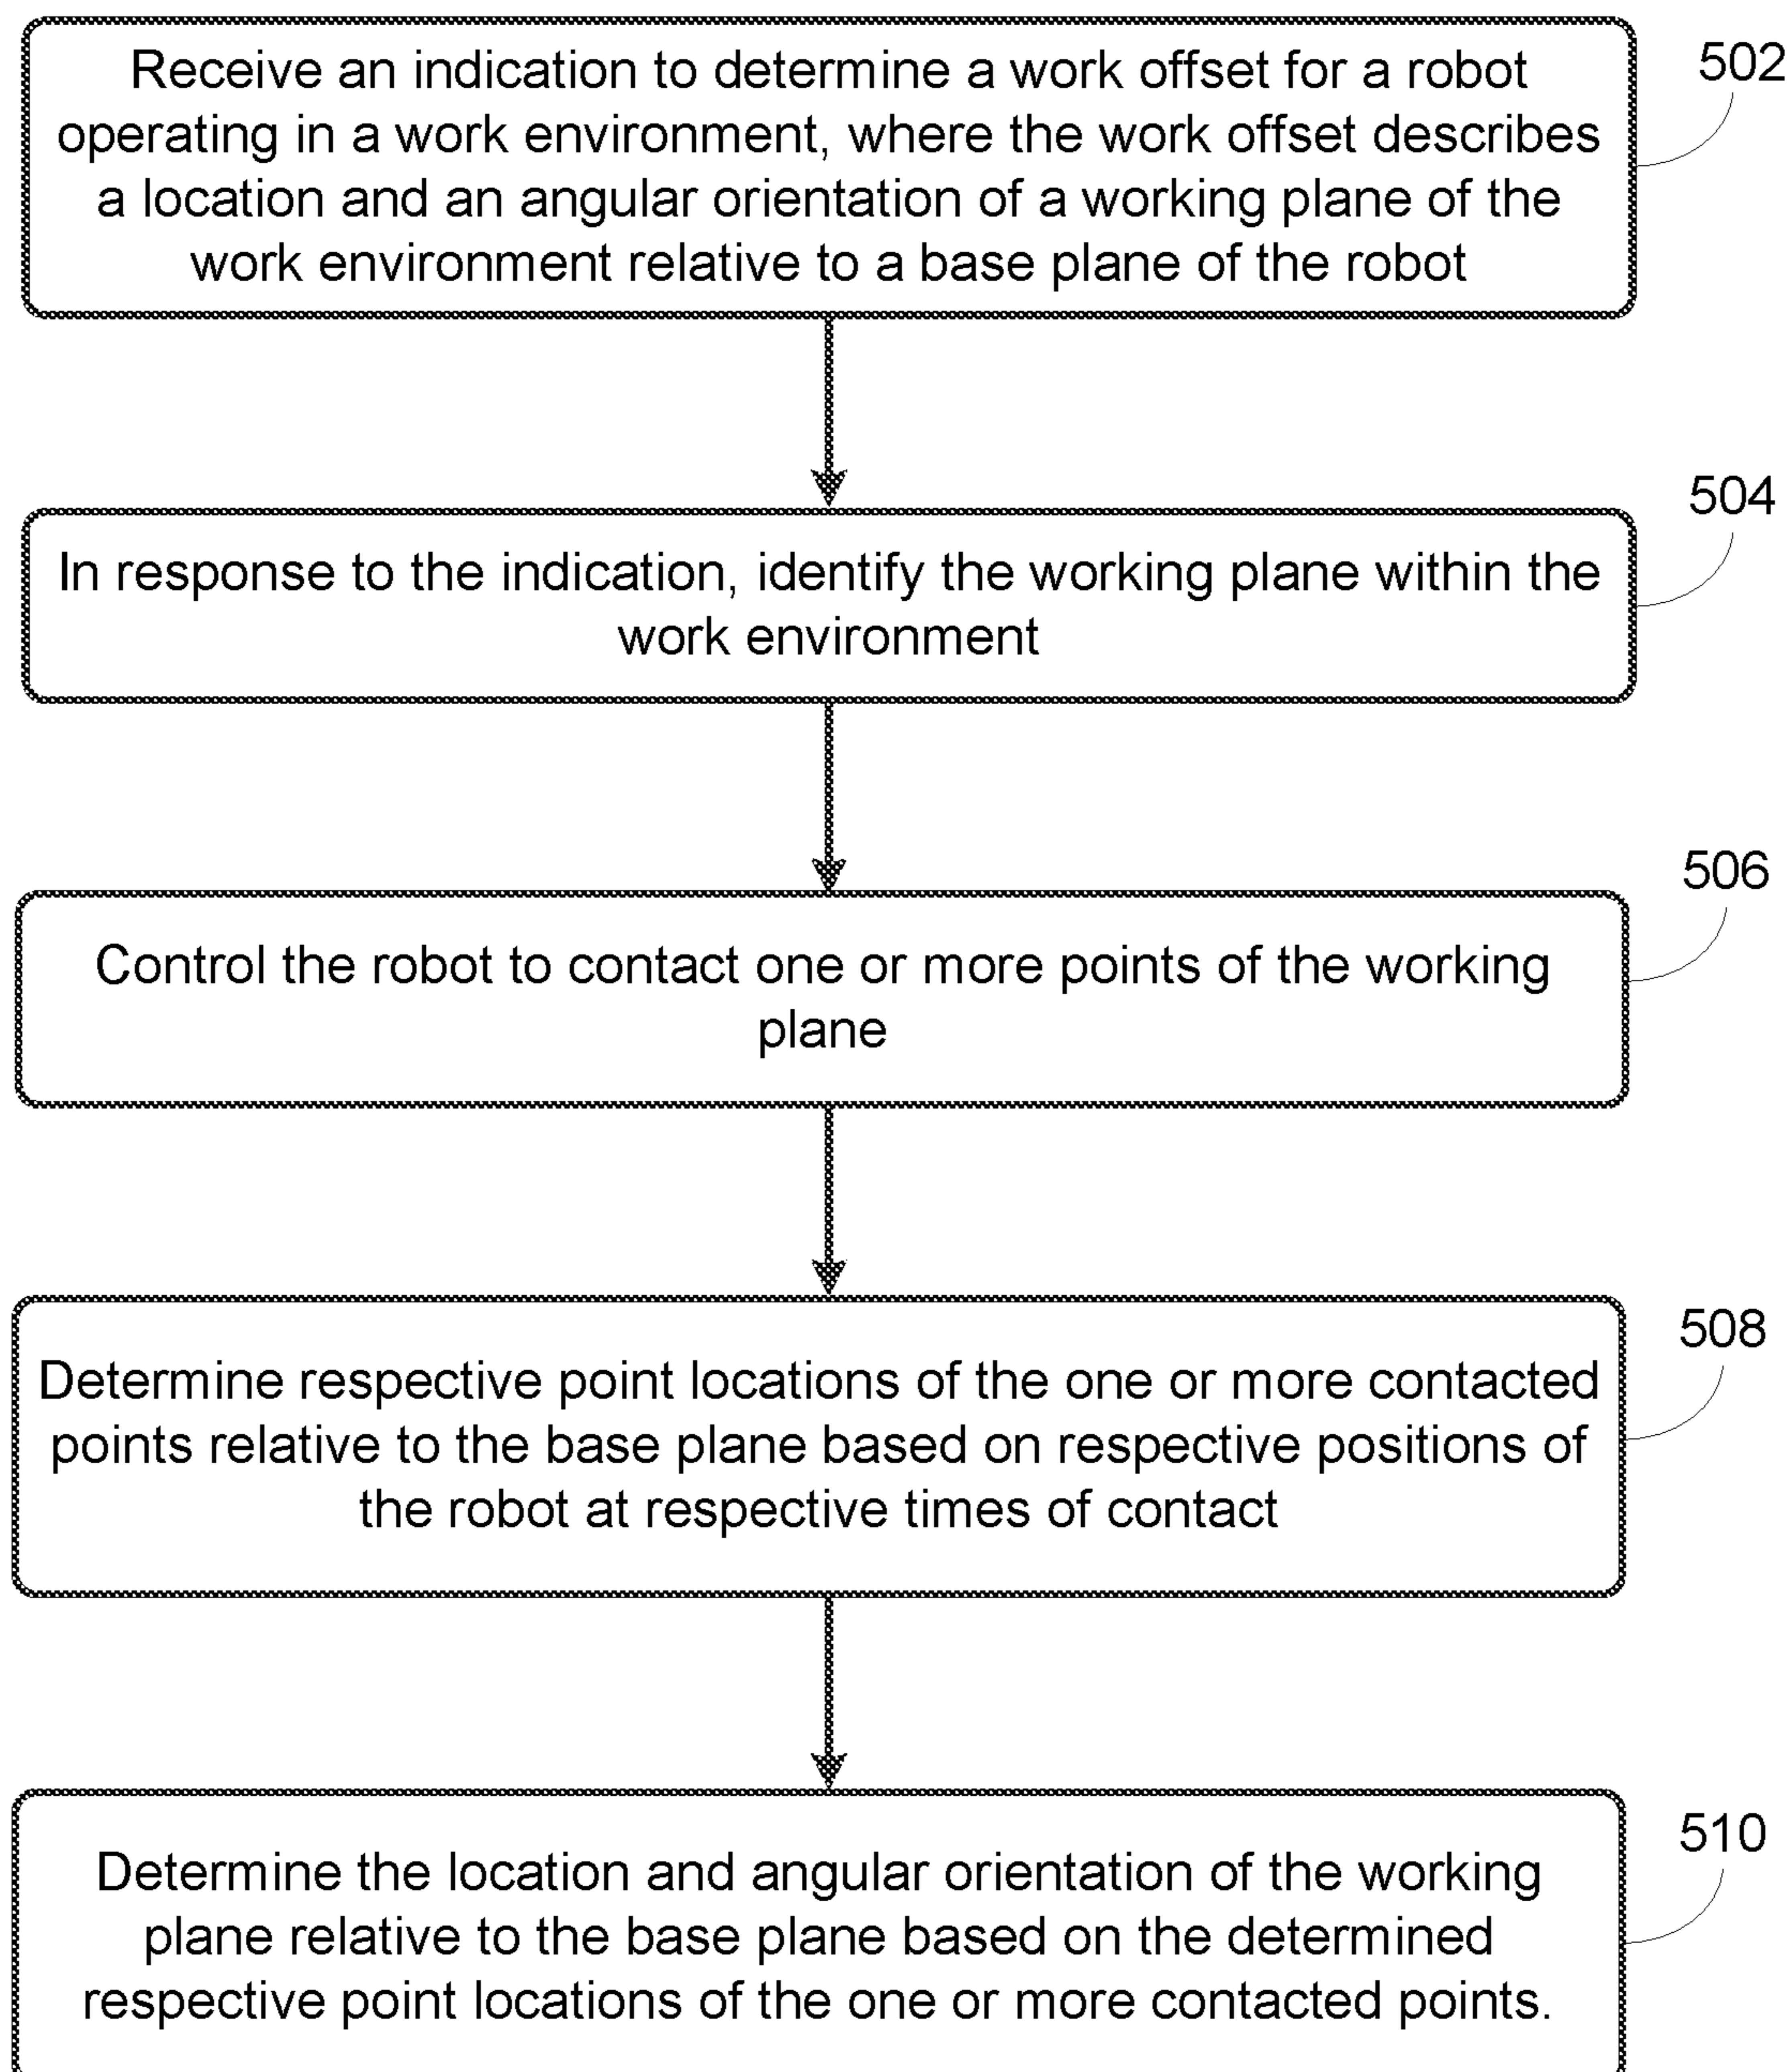 Receive an indication to determine a work offset for a robot
operating in a work environment, where the work offset describes
a location and an angular orientation of a working plane of the
work environment relative to a base plane of the robot
502
In response to the indication, identify the working plane within the
work environment
504
Control the robot to contact one or more points of the working
plane
506
Determine respective point locations of the one or more contacted
points relative to the base plane based on respective positions of
the robot at respective times of contact
508
Determine the location and angular orientation of the working
plane relative to the base plane based on the determined
respective point locations of the one or more contacted points.
510